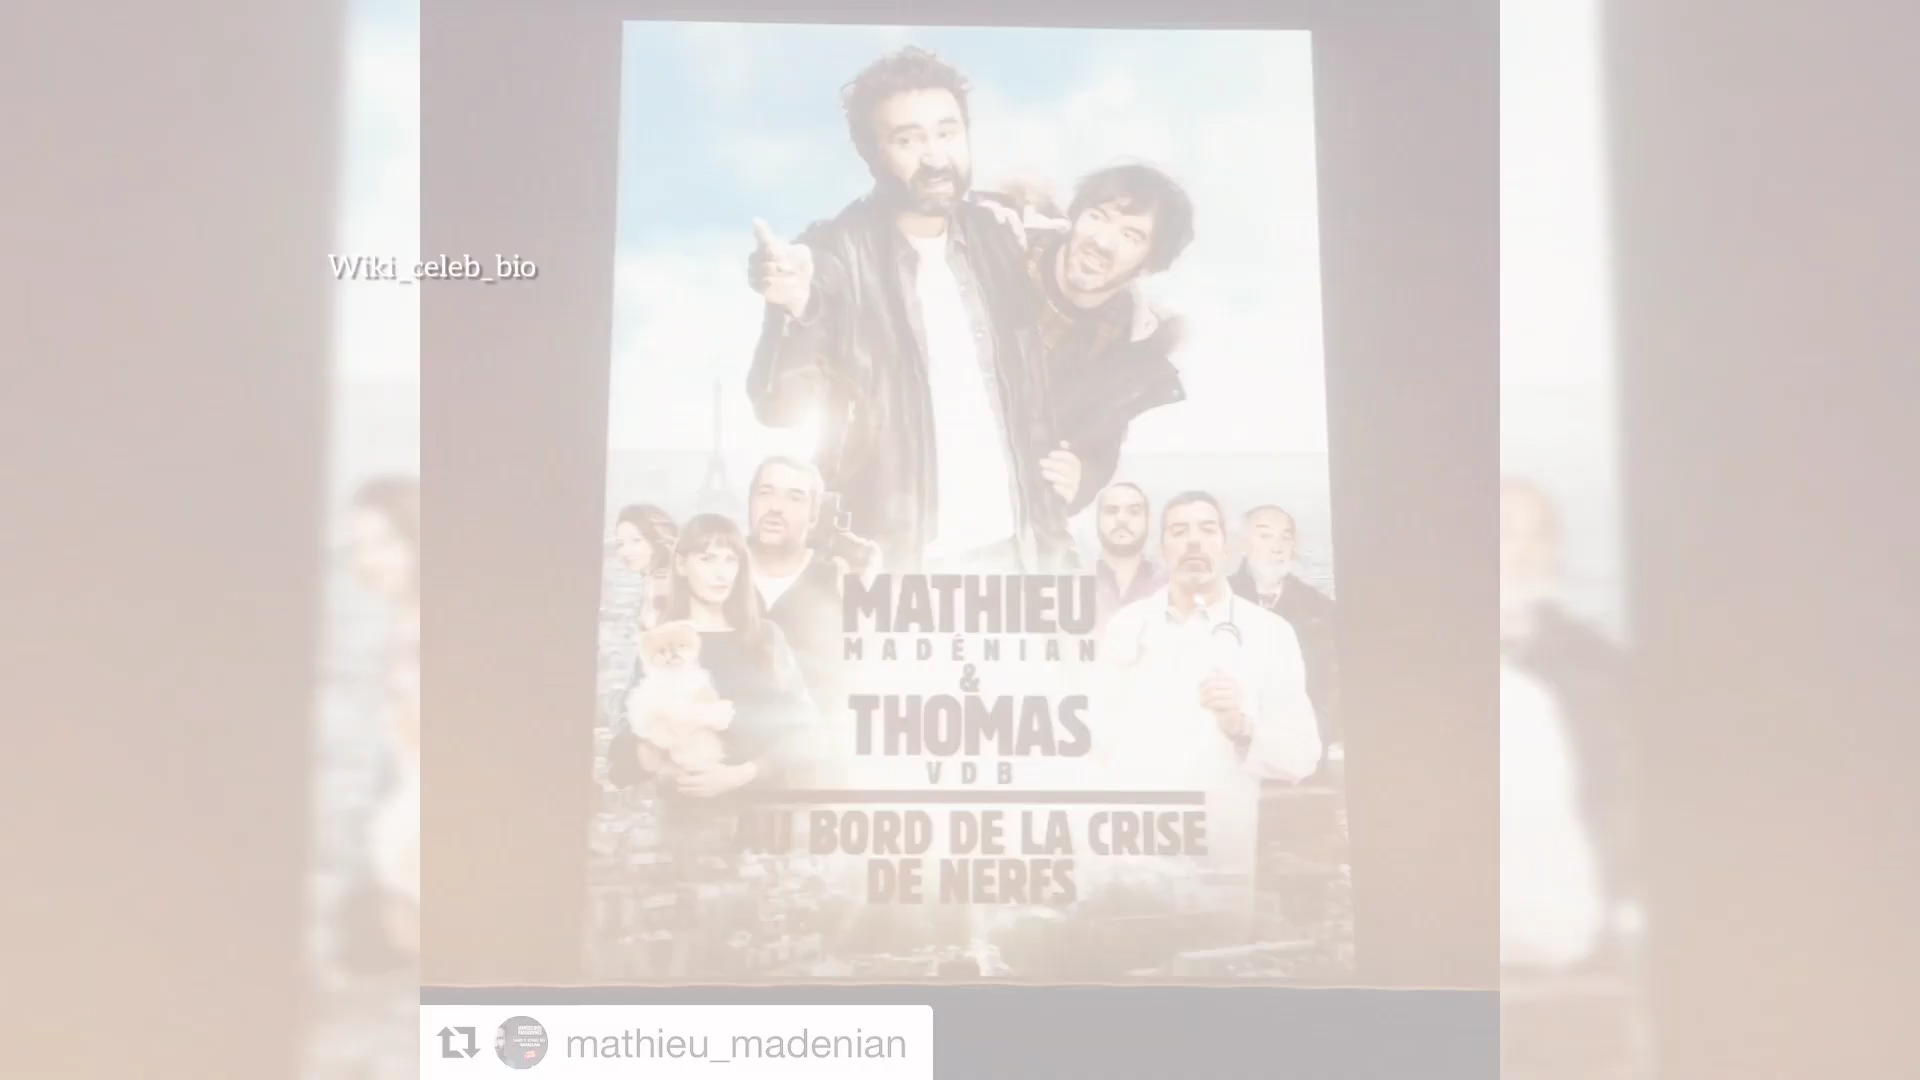 Wiki_celeb_bio
MATHIEU
MADÉNIAN
&
THOMAS
VDB
AU BORD DE LA CRISE
DE NERFS
mathieu_madenian